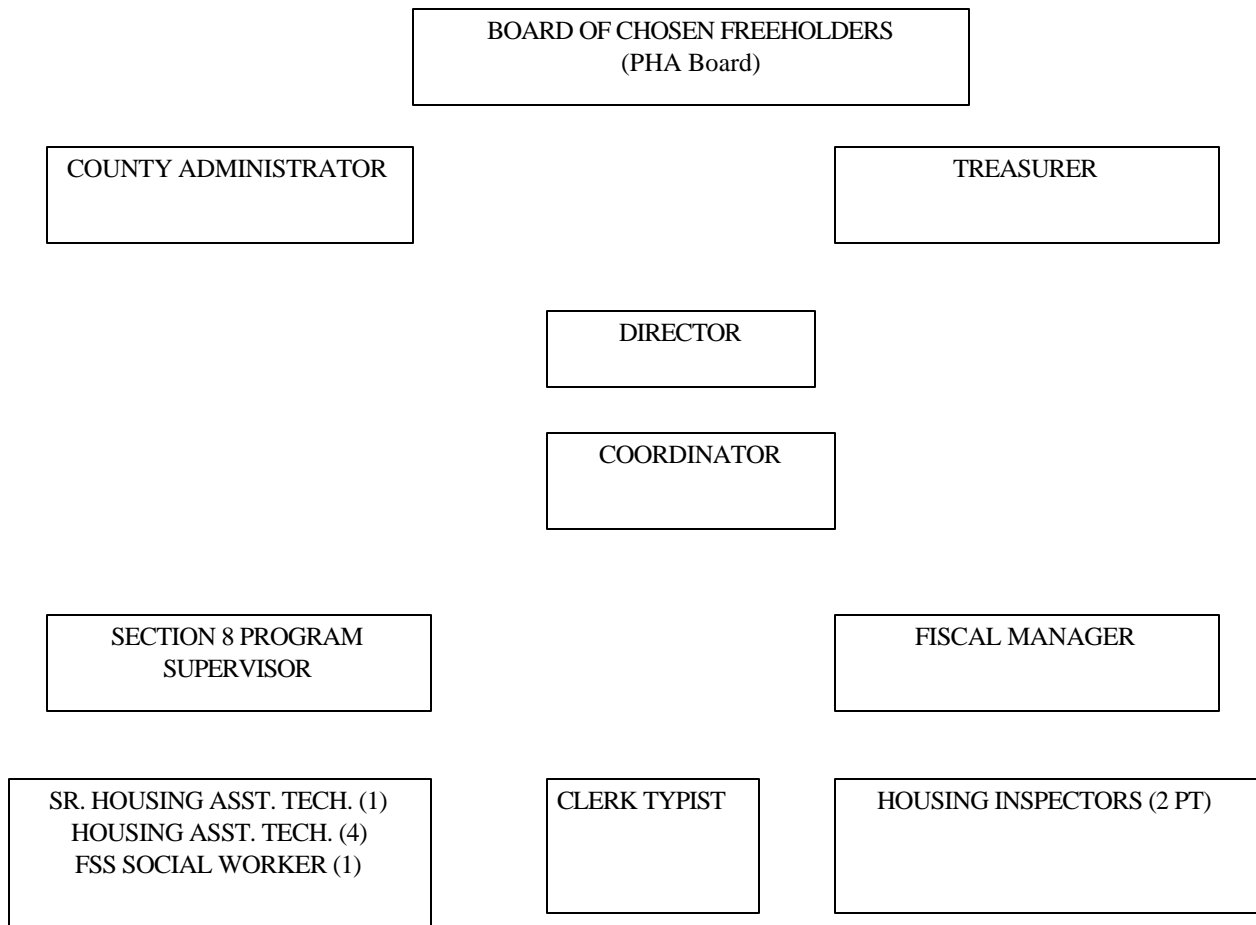 BOARD OF CHOSEN FREEHOLDERS
(PHA Board)
COUNTY ADMINISTRATOR
TREASURER
DIRECTOR
COORDINATOR
SECTION 8 PROGRAM
SUPERVISOR
FISCAL MANAGER
SR. HOUSING ASST. TECH. (1)
HOUSING ASST. TECH. (4)
FSS SOCIAL WORKER (1)
CLERK TYPIST
HOUSING INSPECTORS (2 PT)